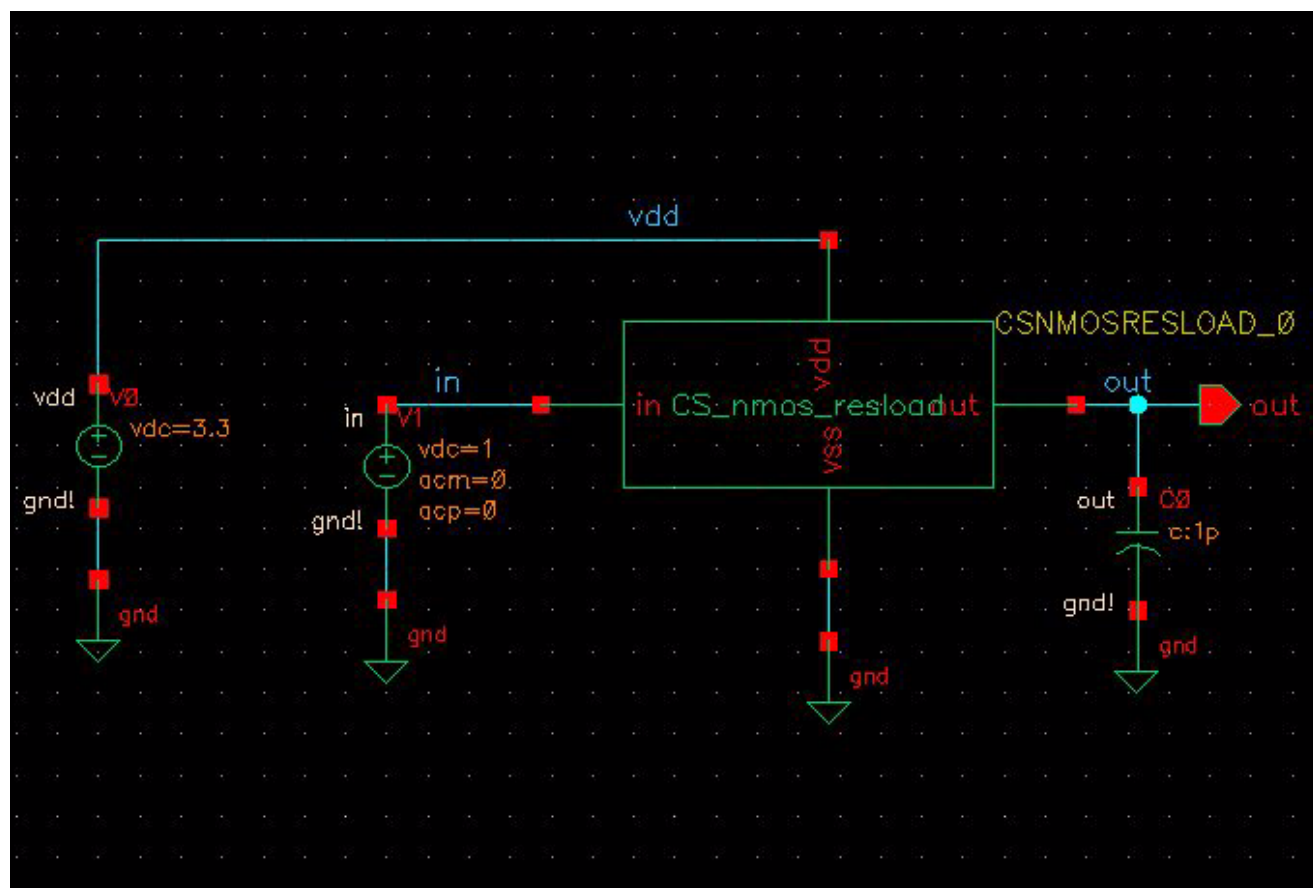 vdd
CSNMOSRESLOAD_0
vdd
V0
vdc=3.3
gnd!
gnd
in
in
V1
vdc=1
acm=0
acp=0
gnd!
gnd
in
CS_nmos_resload
out
vdd
vss
gnd
out
out
out
C0
c:1p
gnd!
gnd